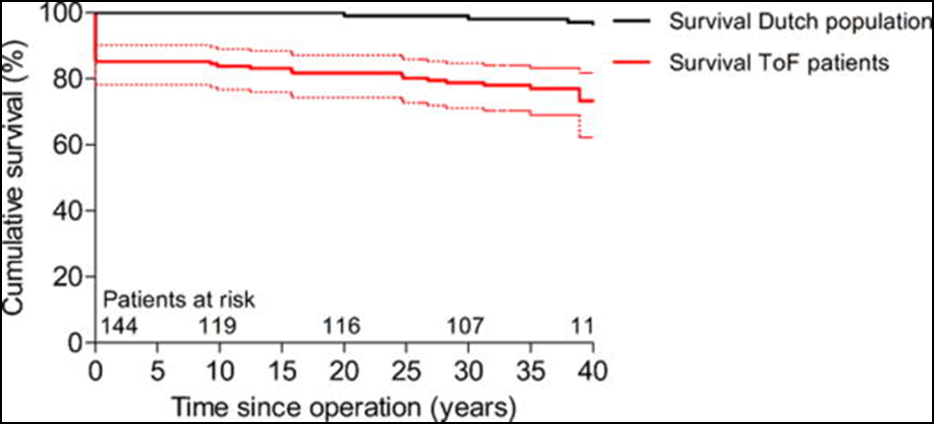 Cumulative survival (%)
100
80
60
40
20
0
Survival Dutch population
Survival ToF patients
Patients at risk
144 119 116 107 11
0 5 10 15 20 25 30 35 40
Time since operation (years)